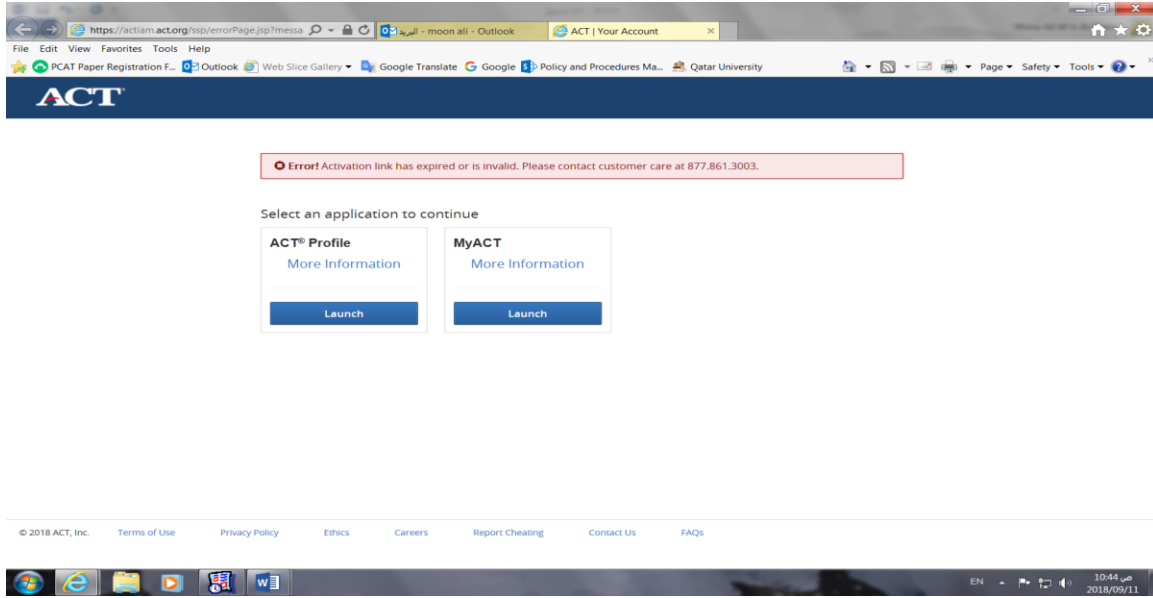 https://actiam.act.org/ssp/errorPage.jsp?messa
البريد - moon ali - Outlook
ACT | Your Account
File Edit View Favorites Tools Help
PCAT Paper Registration F... Outlook Web Slice Gallery Google Translate Google Policy and Procedures Ma... Qatar University Page Safety Tools
ACT
Error! Activation link has expired or is invalid. Please contact customer care at 877.861.3003.
Select an application to continue
ACT® Profile
More Information
Launch
MyACT
More Information
Launch
© 2018 ACT, Inc. Terms of Use Privacy Policy Ethics Careers Report Cheating Contact Us FAQs
EN
10:44 ص
2018/09/11